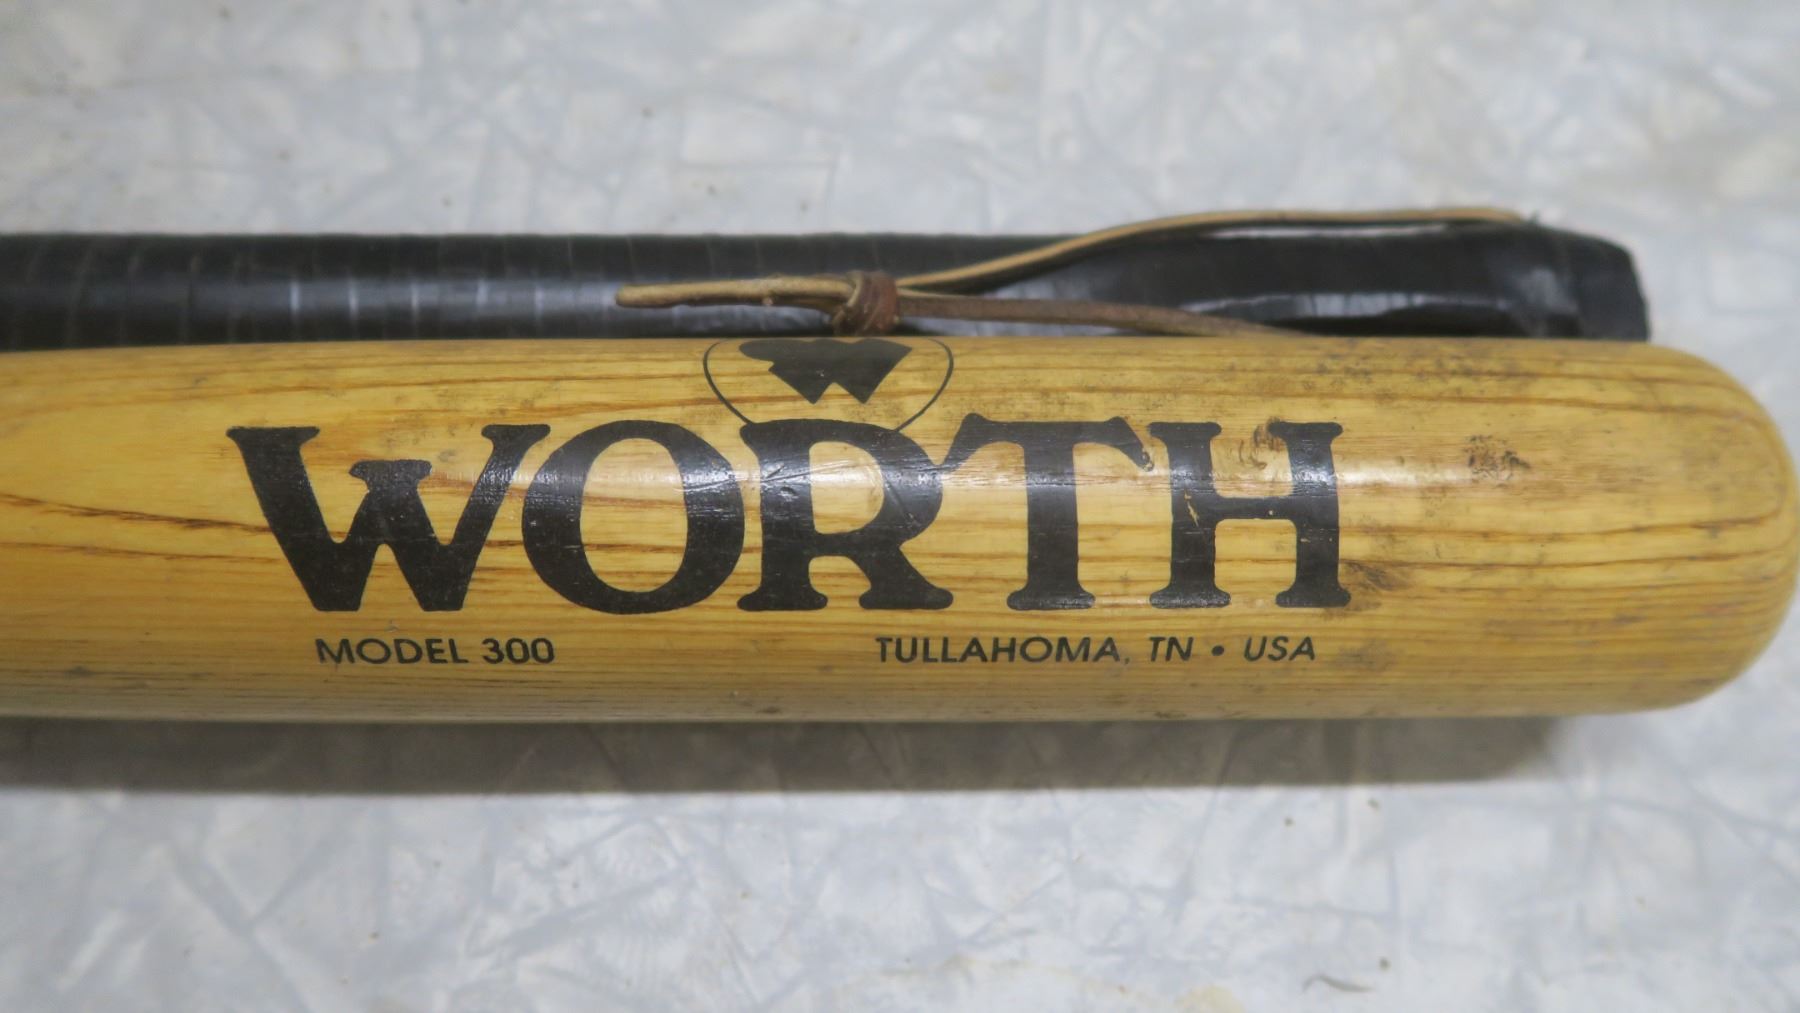 WORTH
MODEL 300 TULLAHOMA, TN • USA